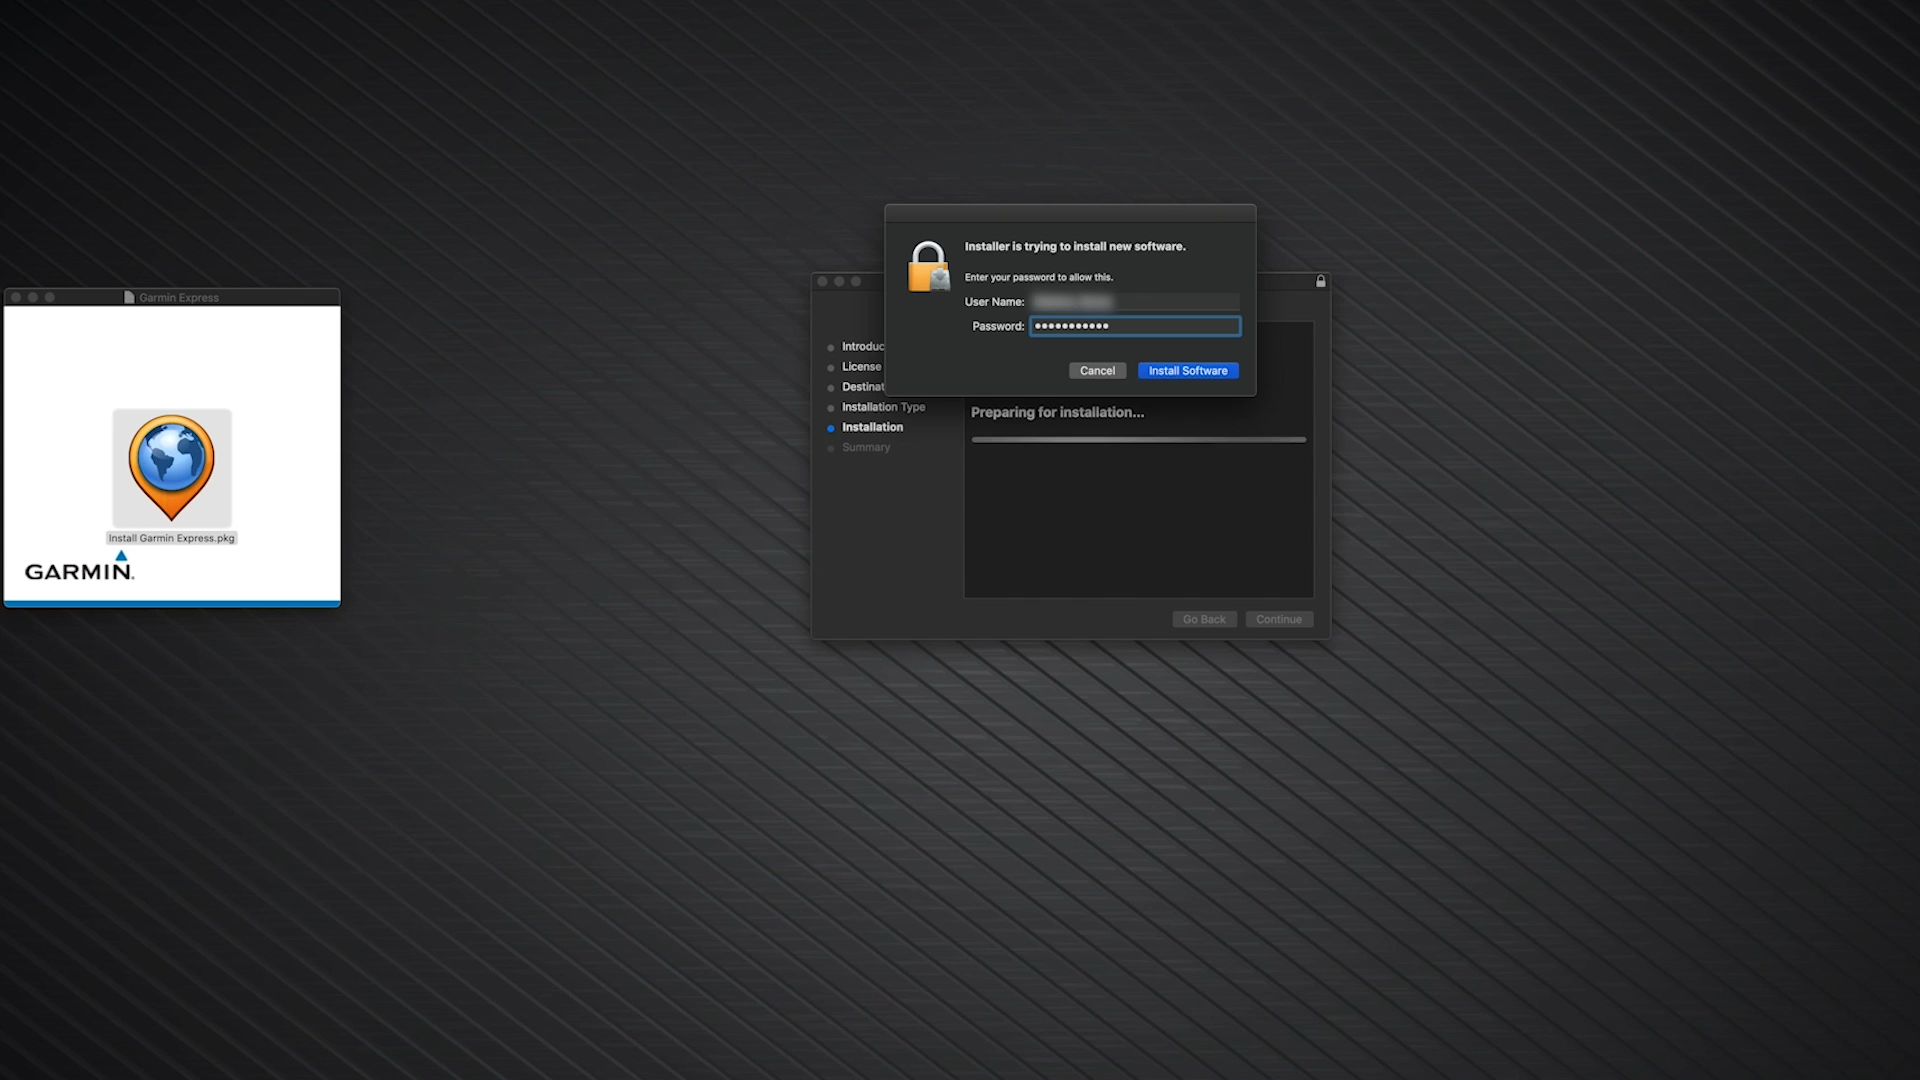 Garmin Express
Install Garmin Express.pkg
GARMIN.
Installer is trying to install new software.
Enter your password to allow this.
User Name:
Password: •••••••••••
Cancel
Install Software
Introduc
License
Destinat
Installation Type
Installation
Summary
Preparing for installation...
Go Back
Continue